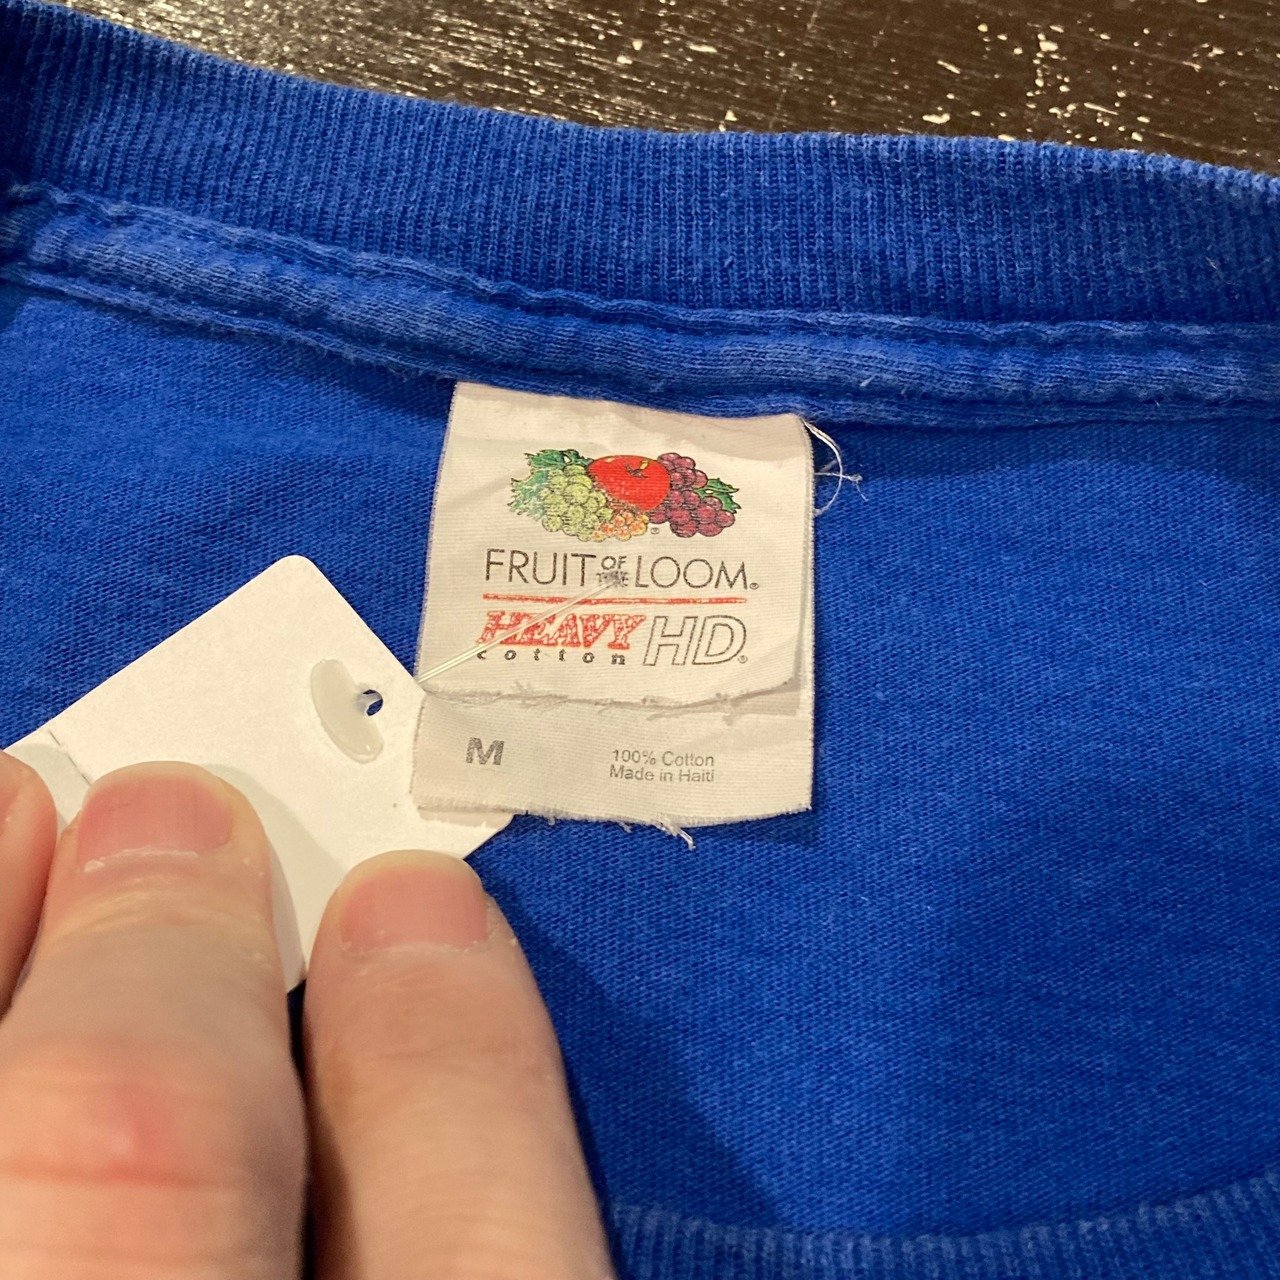 FRUIT OF THE LOOM®
HEAVY cotton HD®
M
100% Cotton
Made in Haiti